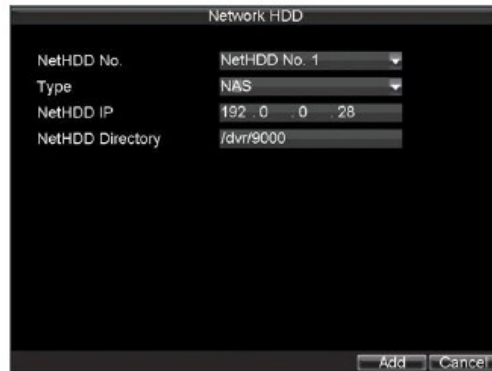 Network HDD
NetHDD No. NetHDD No. 1
Type NAS
NetHDD IP 192 . 0 . 0 . 28
NetHDD Directory /dvr/9000
Add Cancel